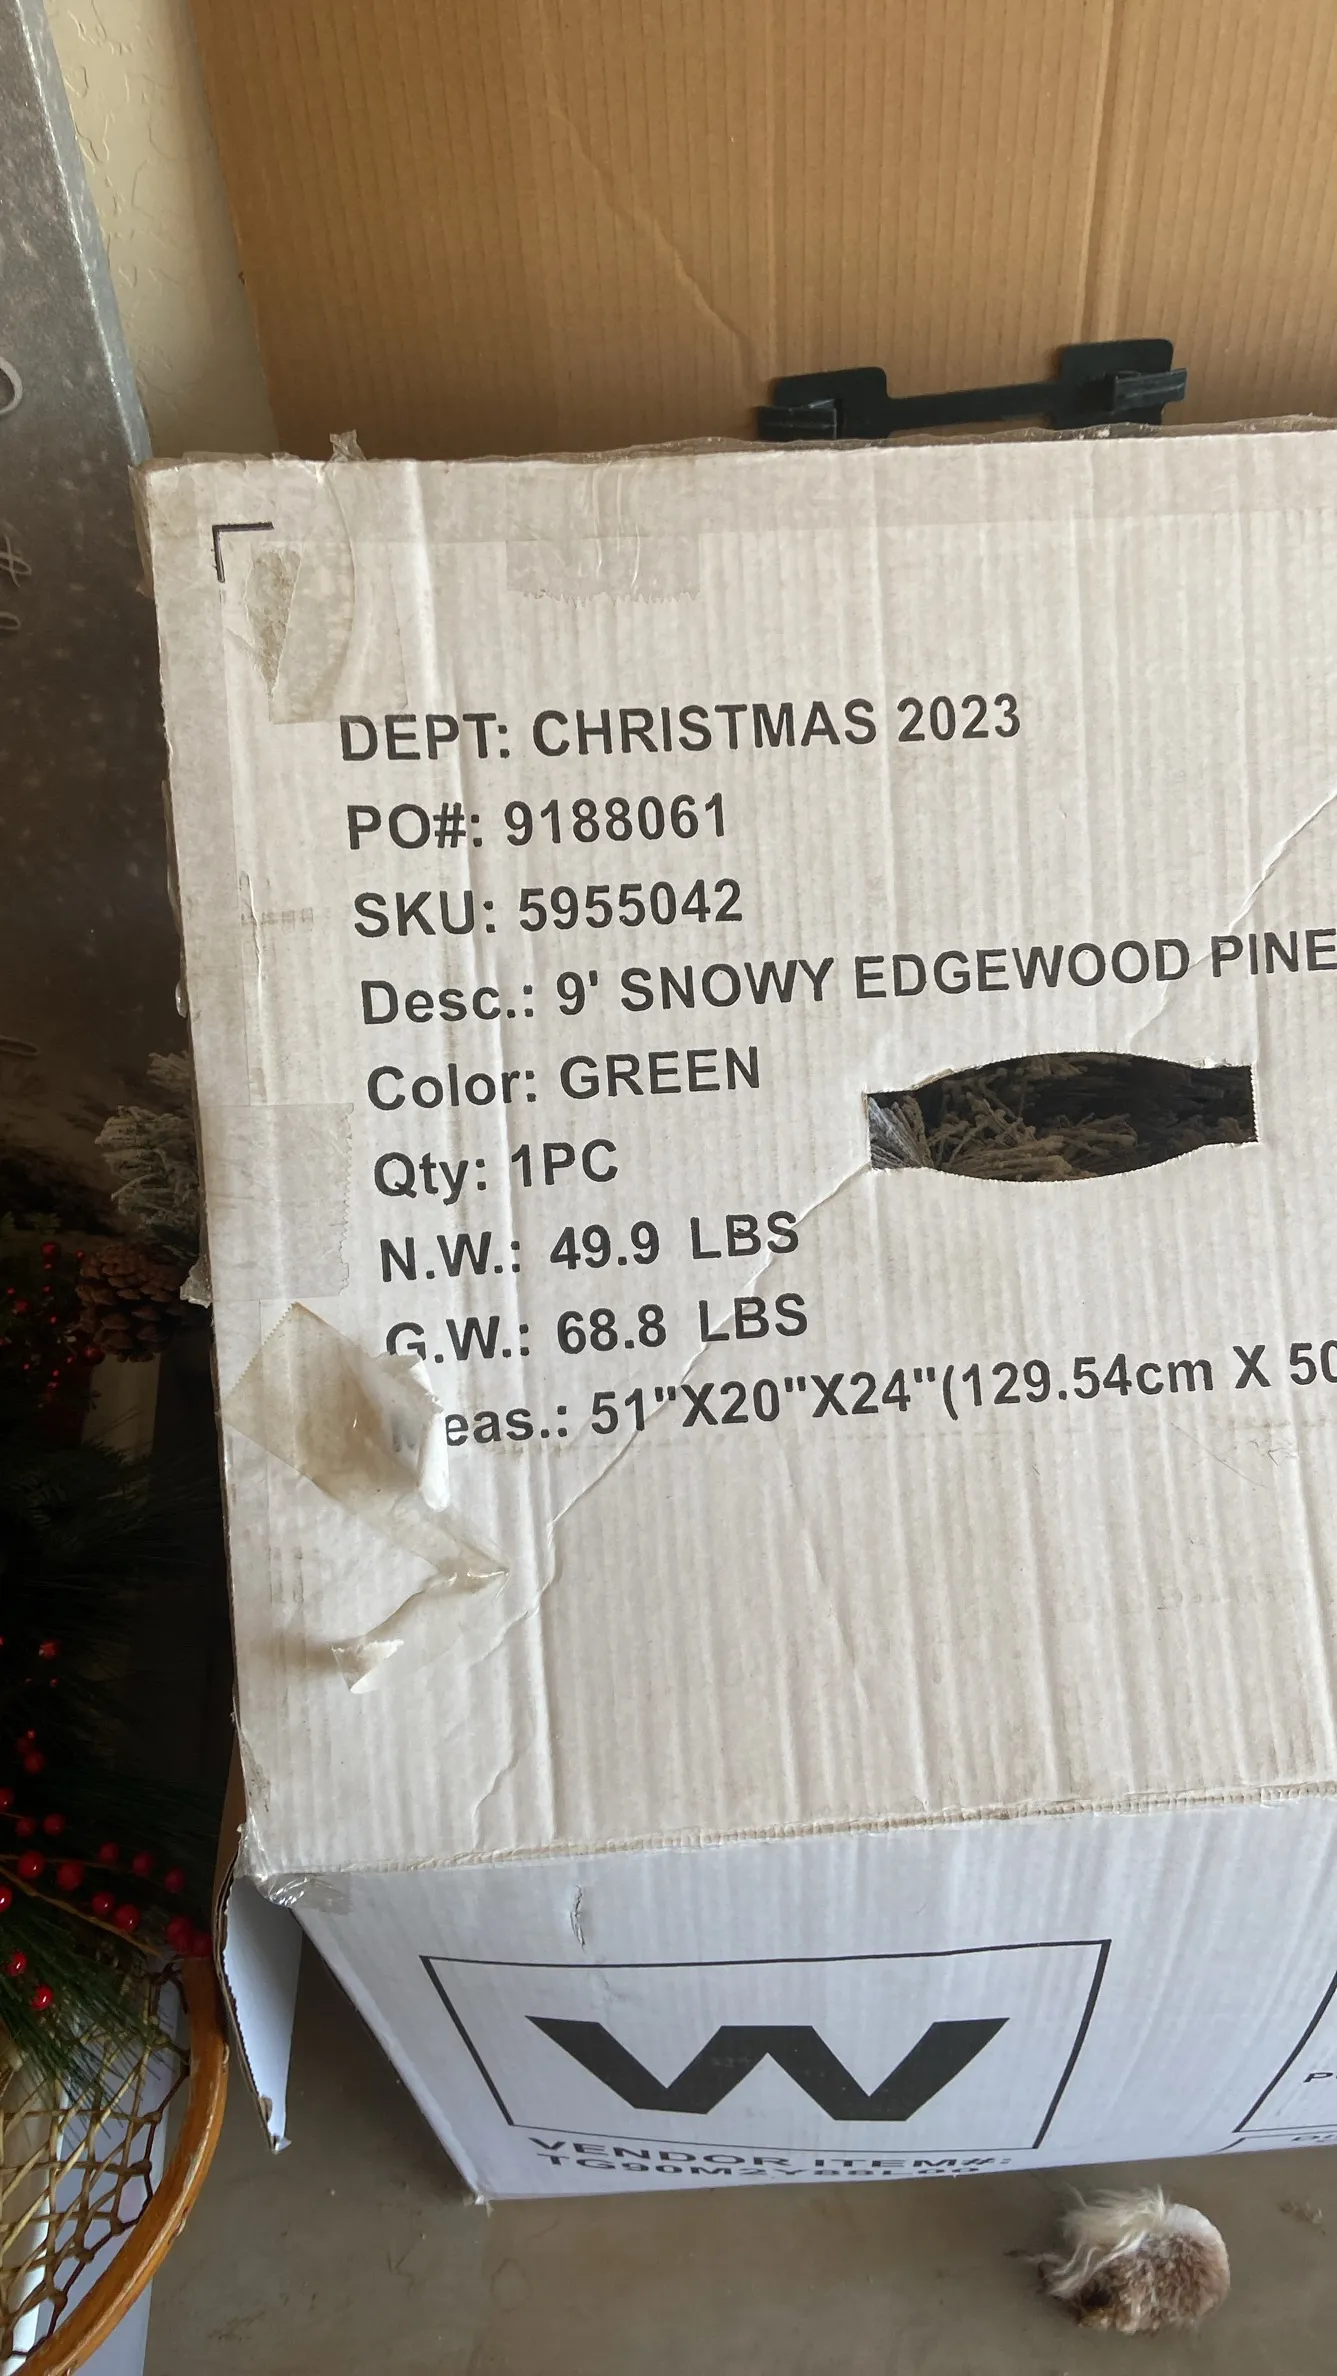 DEPT: CHRISTMAS 2023
PO#: 9188061
SKU: 5955042
Desc.: 9' SNOWY EDGEWOOD PINE
Color: GREEN
Qty: 1PC
N.W.: 49.9 LBS
G.W.: 68.8 LBS
eas.: 51"X20"X24"(129.54cm X 50
W
VENDOR ITEM#: